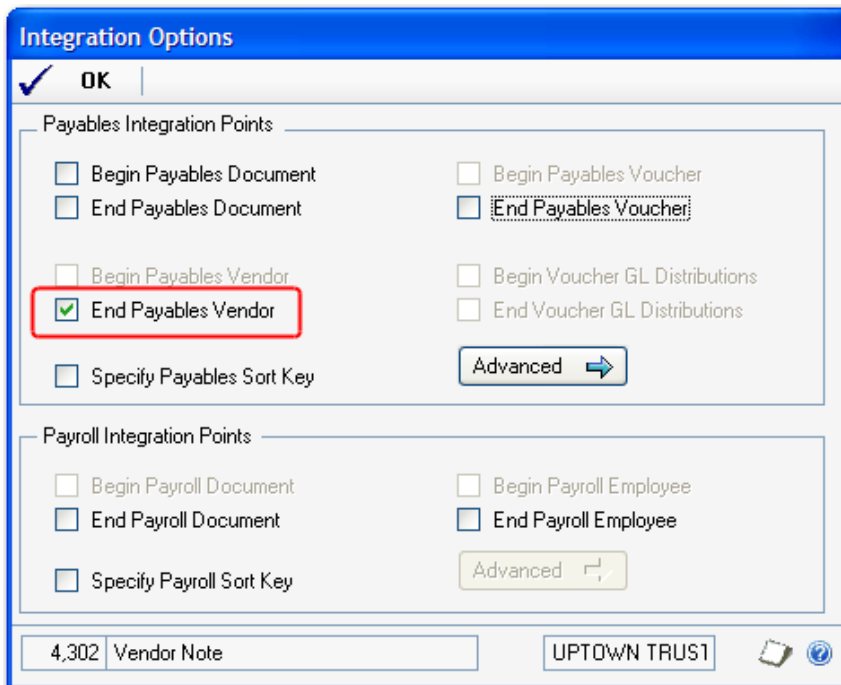 Integration Options
OK
Payables Integration Points
Begin Payables Document
Begin Payables Voucher
End Payables Document
End Payables Voucher
Begin Payables Vendor
Begin Voucher GL Distributions
End Payables Vendor
End Voucher GL Distributions
Specify Payables Sort Key
Advanced
Payroll Integration Points
Begin Payroll Document
Begin Payroll Employee
End Payroll Document
End Payroll Employee
Specify Payroll Sort Key
Advanced
4,302 Vendor Note UPTOWN TRUST